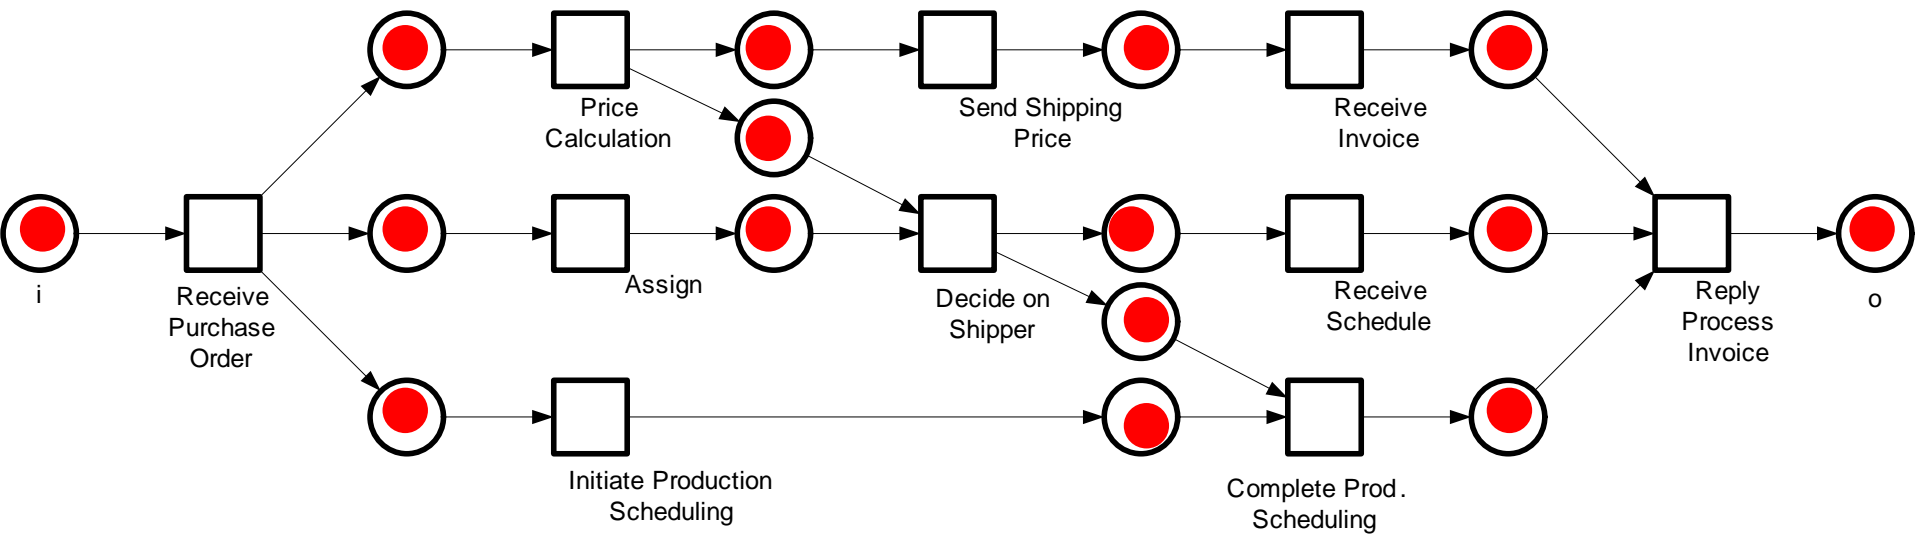 Price
Calculation
Send Shipping
Price
Receive
Invoice
i
Receive
Purchase
Order
Assign
Decide on
Shipper
Receive
Schedule
Reply
Process
Invoice
o
Initiate Production
Scheduling
Complete Prod.
Scheduling